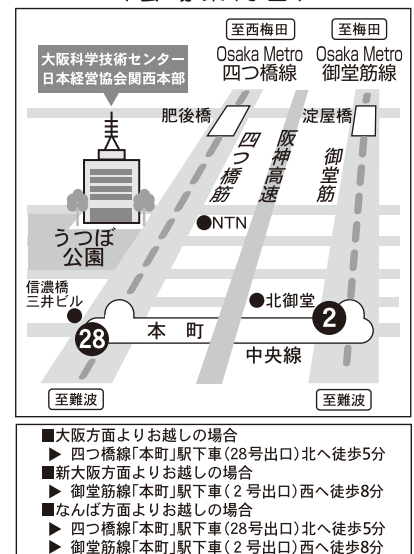 至西梅田
至梅田
大阪科学技術センター
日本経営協会関西本部
Osaka Metro
四つ橋線
Osaka Metro
御堂筋線
肥後橋
淀屋橋
四つ橋筋
阪神高速
御堂筋
●NTN
うつぼ
公園
信濃橋
三井ビル
●北御堂
28
本町
2
中央線
至難波
至難波
■大阪方面よりお越しの場合
▶ 四つ橋線「本町」駅下車(28号出口)北へ徒歩5分
■新大阪方面よりお越しの場合
▶ 御堂筋線「本町」駅下車(2号出口)西へ徒歩8分
■なんば方面よりお越しの場合
▶ 四つ橋線「本町」駅下車(28号出口)北へ徒歩5分
▶ 御堂筋線「本町」駅下車(2号出口)西へ徒歩8分